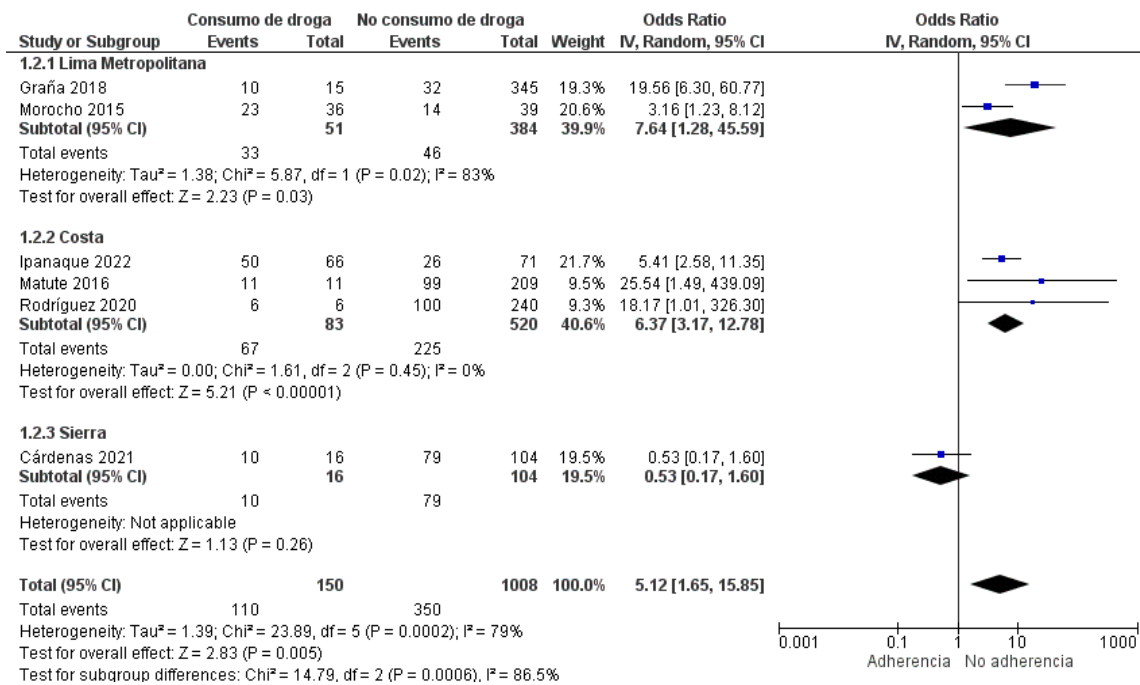 Consumo de droga No consumo de droga Odds Ratio Odds Ratio
Study or Subgroup Events Total Events Total Weight IV, Random, 95% CI IV, Random, 95% CI
1.2.1 Lima Metropolitana
Graña 2018 10 15 32 345 19.3% 19.56 [6.30, 60.77]
Morocho 2015 23 36 14 39 20.6% 3.16 [1.23, 8.12]
Subtotal (95% CI) 51 384 39.9% 7.64 [1.28, 45.59]
Total events 33 46
Heterogeneity: Tau² = 1.38; Chi² = 5.87, df = 1 (P = 0.02); I² = 83%
Test for overall effect: Z = 2.23 (P = 0.03)
1.2.2 Costa
Ipanaque 2022 50 66 26 71 21.7% 5.41 [2.58, 11.35]
Matute 2016 11 11 99 209 9.5% 25.54 [1.49, 439.09]
Rodríguez 2020 6 6 100 240 9.3% 18.17 [1.01, 326.30]
Subtotal (95% CI) 83 520 40.6% 6.37 [3.17, 12.78]
Total events 67 225
Heterogeneity: Tau² = 0.00; Chi² = 1.61, df = 2 (P = 0.45); I² = 0%
Test for overall effect: Z = 5.21 (P < 0.00001)
1.2.3 Sierra
Cárdenas 2021 10 16 79 104 19.5% 0.53 [0.17, 1.60]
Subtotal (95% CI) 16 104 19.5% 0.53 [0.17, 1.60]
Total events 10 79
Heterogeneity: Not applicable
Test for overall effect: Z = 1.13 (P = 0.26)
Total (95% CI) 150 1008 100.0% 5.12 [1.65, 15.85]
Total events 110 350
Heterogeneity: Tau² = 1.39; Chi² = 23.89, df = 5 (P = 0.0002); I² = 79%
Test for overall effect: Z = 2.83 (P = 0.005)
Test for subgroup differences: Chi² = 14.79, df = 2 (P = 0.0006), I² = 86.5%
0.001 0.1 1 10 1000
Adherencia No adherencia